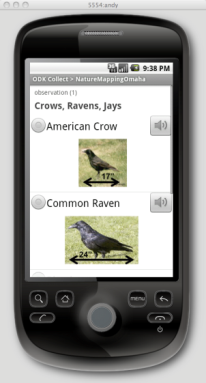 5554:andy
9:38 PM
ODK Collect > NatureMappingOmaha
observation (1)
Crows, Ravens, Jays
American Crow
17"
Common Raven
24"
menu